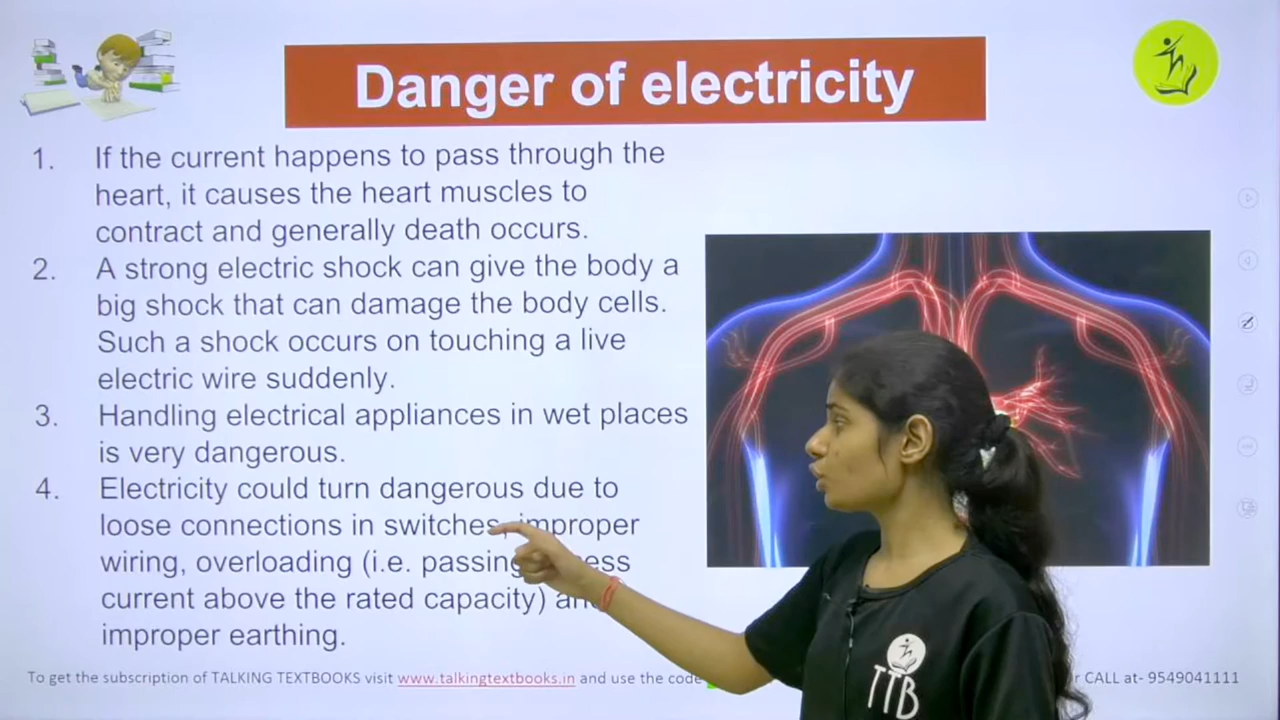 Danger of electricity
1. If the current happens to pass through the
heart, it causes the heart muscles to
contract and generally death occurs.
2. A strong electric shock can give the body a
big shock that can damage the body cells.
Such a shock occurs on touching a live
electric wire suddenly.
3. Handling electrical appliances in wet places
is very dangerous.
4. Electricity could turn dangerous due to
loose connections in switches, improper
wiring, overloading (i.e. passing
current above the rated capacity)
improper earthing.
To get the subscription of TALKING TEXTBOOKS visit www.talkingtextbooks.in and use the code CALL at- 9549041111
TTB